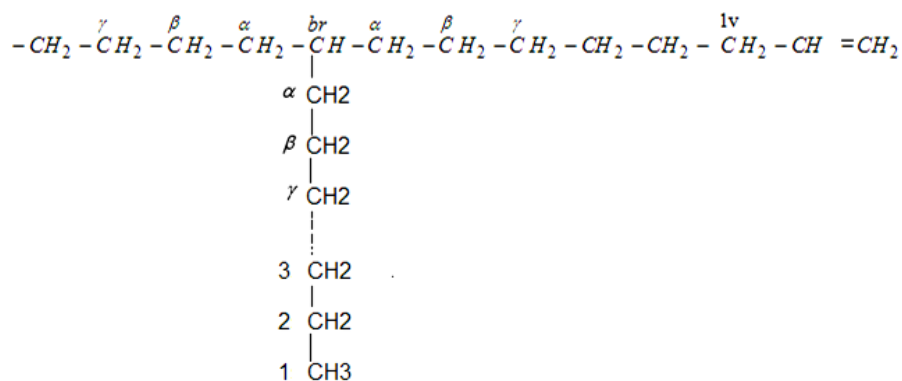 γ β α br α β γ 1v
–CH₂–CH₂–CH₂–CH₂–CH–CH₂–CH₂–CH₂–CH₂–CH₂–CH₂–CH =CH₂
α CH2
β CH2
γ CH2
3 CH2
2 CH2
1 CH3